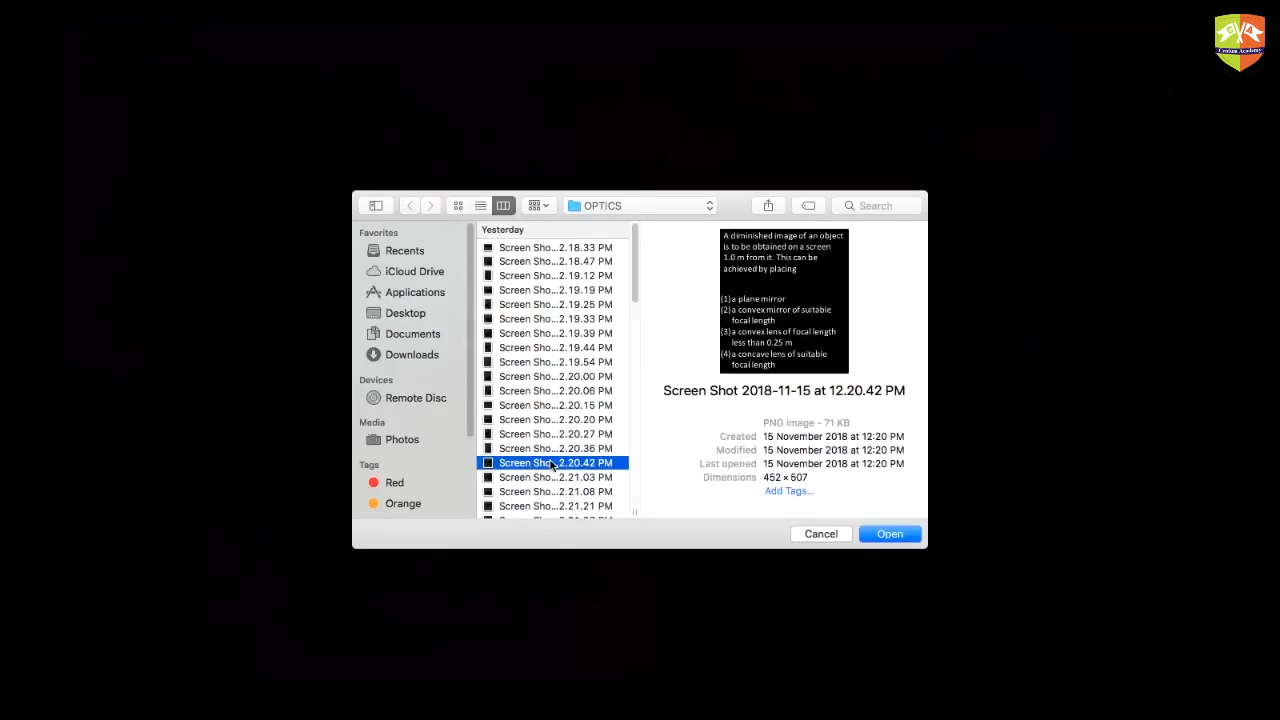 Centum Academy
OPTICS
Search
Favorites
Recents
iCloud Drive
Applications
Desktop
Documents
Downloads
Devices
Remote Disc
Media
Photos
Tags
Red
Orange
Yesterday
Screen Sho...2.18.33 PM
Screen Sho...2.18.47 PM
Screen Sho...2.19.12 PM
Screen Sho...2.19.19 PM
Screen Sho...2.19.25 PM
Screen Sho...2.19.33 PM
Screen Sho...2.19.39 PM
Screen Sho...2.19.44 PM
Screen Sho...2.19.54 PM
Screen Sho...2.20.00 PM
Screen Sho...2.20.06 PM
Screen Sho...2.20.15 PM
Screen Sho...2.20.20 PM
Screen Sho...2.20.27 PM
Screen Sho...2.20.36 PM
Screen Sho...2.20.42 PM
Screen Sho...2.21.03 PM
Screen Sho...2.21.08 PM
Screen Sho...2.21.21 PM
A diminished image of an object
is to be obtained on a screen
1.0 m from it. This can be
achieved by placing
(1) a plane mirror
(2) a convex mirror of suitable
focal length
(3) a convex lens of focal length
less than 0.25 m
(4) a concave lens of suitable
focal length
Screen Shot 2018-11-15 at 12.20.42 PM
PNG image - 71 KB
Created 15 November 2018 at 12:20 PM
Modified 15 November 2018 at 12:20 PM
Last opened 15 November 2018 at 12:20 PM
Dimensions 452 × 507
Add Tags...
Cancel
Open